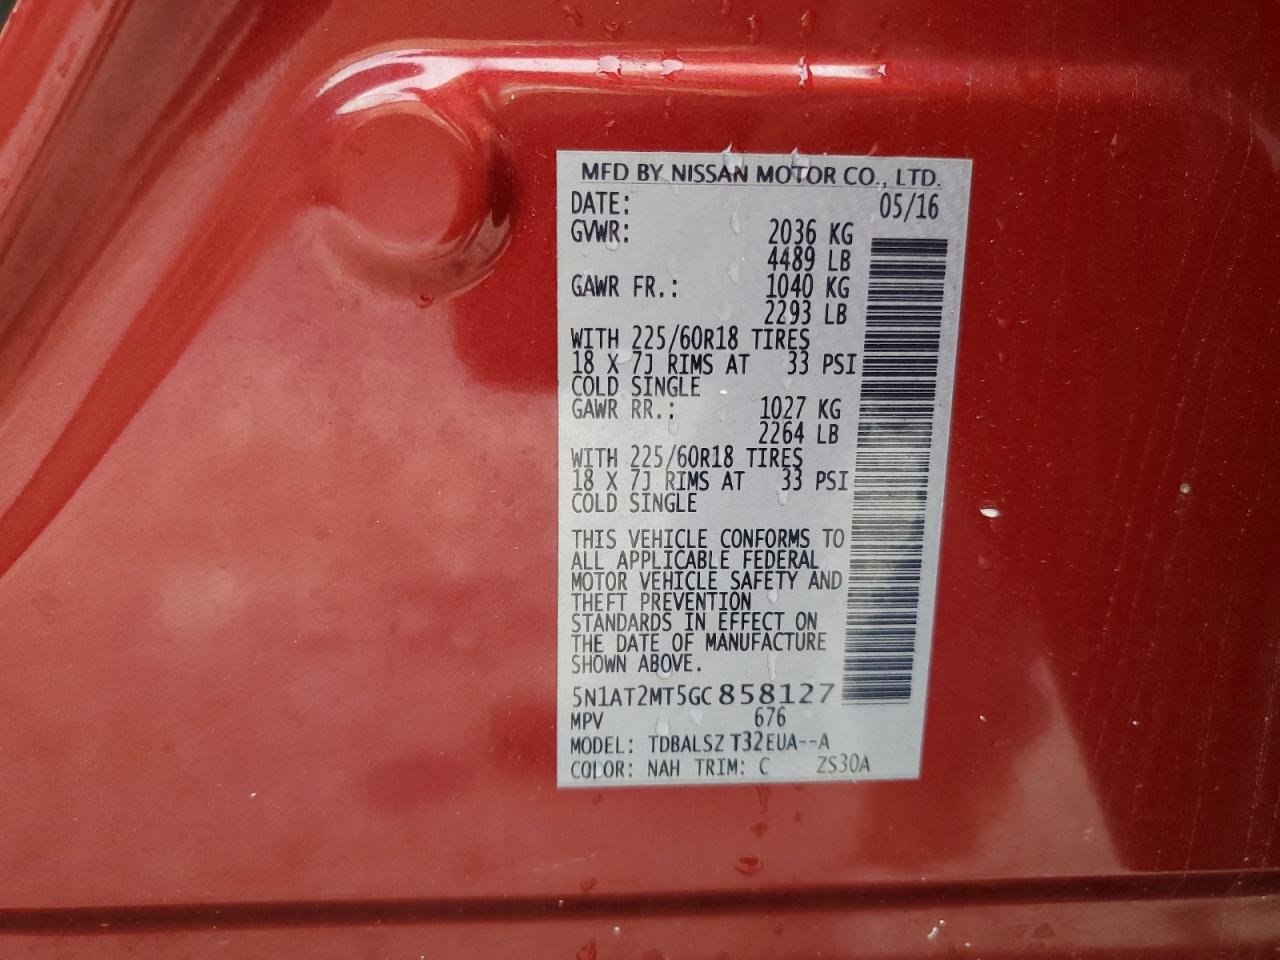 MFD BY NISSAN MOTOR CO., LTD.
DATE: 05/16
GVWR: 2036 KG
4489 LB
GAWR FR.: 1040 KG
2293 LB
WITH 225/60R18 TIRES
18 X 7J RIMS AT 33 PSI
COLD SINGLE
GAWR RR.: 1027 KG
2264 LB
WITH 225/60R18 TIRES
18 X 7J RIMS AT 33 PSI
COLD SINGLE
THIS VEHICLE CONFORMS TO
ALL APPLICABLE FEDERAL
MOTOR VEHICLE SAFETY AND
THEFT PREVENTION
STANDARDS IN EFFECT ON
THE DATE OF MANUFACTURE
SHOWN ABOVE.
5N1AT2MT5GC858127
MPV 676
MODEL: TDBALSZ T32EUA--A
COLOR: NAH TRIM: C ZS30A